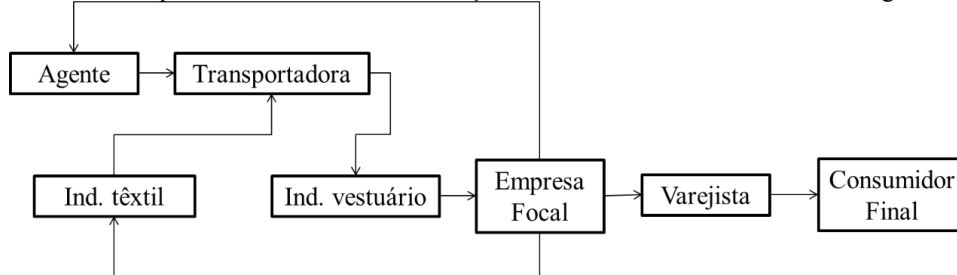 Agente
Transportadora
Ind. têxtil
Ind. vestuário
Empresa
Focal
Varejista
Consumidor
Final